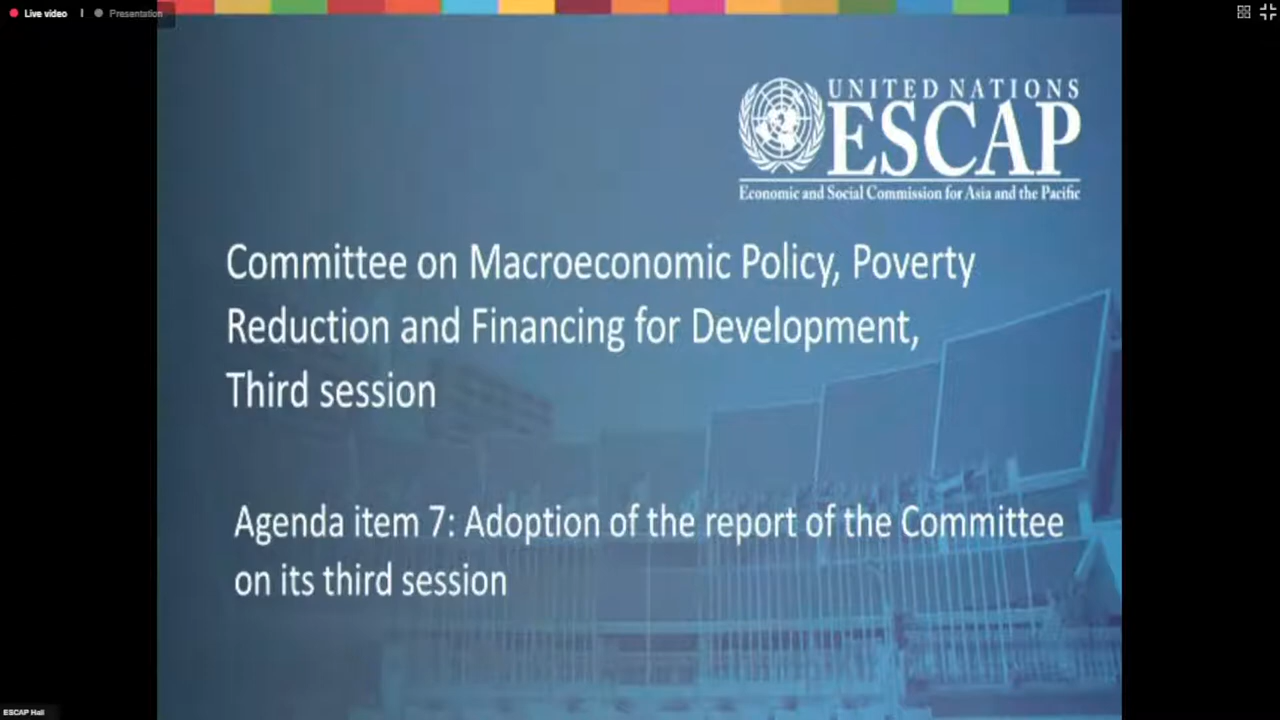 Live video
Presentation
UNITED NATIONS
ESCAP
Economic and Social Commission for Asia and the Pacific
Committee on Macroeconomic Policy, Poverty
Reduction and Financing for Development,
Third session
Agenda item 7: Adoption of the report of the Committee
on its third session
ESCAP Hall